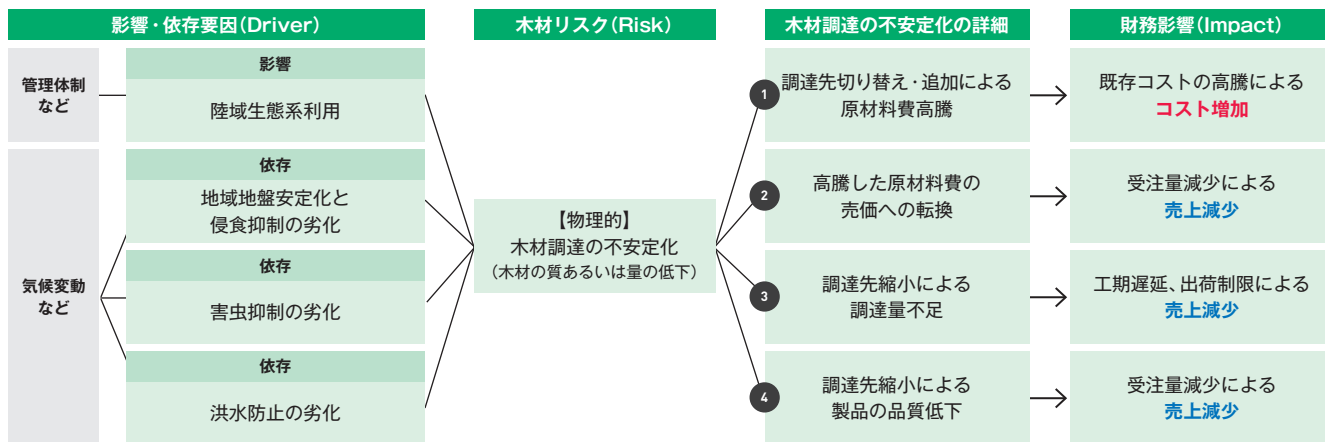 影響・依存要因(Driver)
木材リスク(Risk)
木材調達の不安定化の詳細
財務影響(Impact)
管理体制
など
影響
陸域生態系利用
気候変動
など
依存
地域地盤安定化と
侵食抑制の劣化
依存
害虫抑制の劣化
依存
洪水防止の劣化
【物理的】
木材調達の不安定化
(木材の質あるいは量の低下)
1
調達先切り替え・追加による
原材料費高騰
既存コストの高騰による
コスト増加
2
高騰した原材料費の
売価への転換
受注量減少による
売上減少
3
調達先縮小による
調達量不足
工期遅延、出荷制限による
売上減少
4
調達先縮小による
製品の品質低下
受注量減少による
売上減少